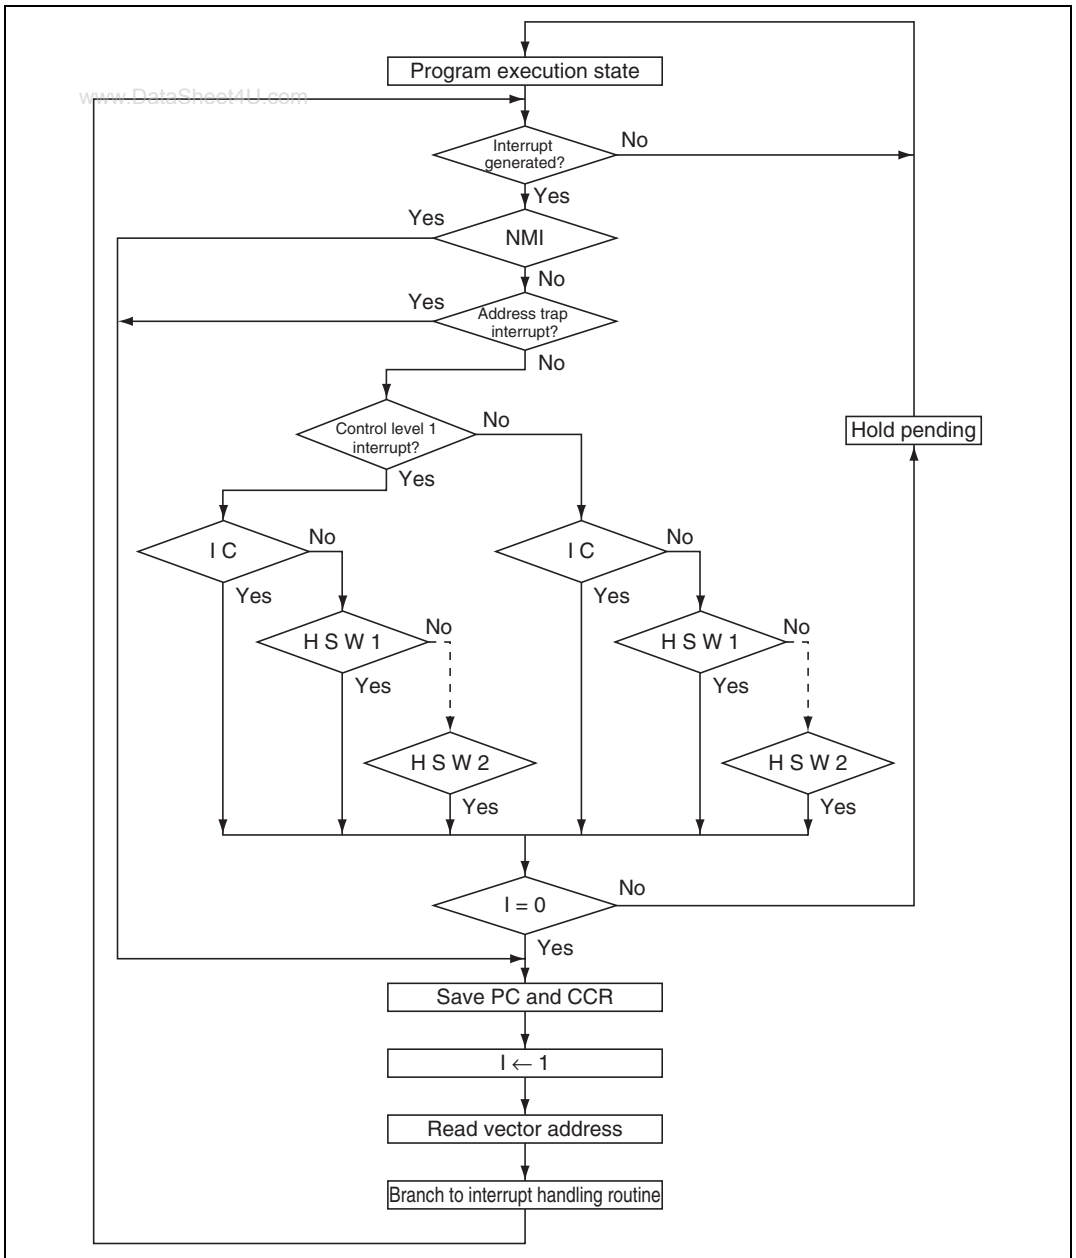 Program execution state
www.DataSheet4U.com
Interrupt
generated?
No
Yes
Yes
NMI
No
Yes
Address trap
interrupt?
No
Control level 1
interrupt?
No
Hold pending
Yes
I C
No
I C
No
Yes
Yes
H S W 1
No
H S W 1
No
Yes
Yes
H S W 2
H S W 2
Yes
Yes
I = 0
No
Yes
Save PC and CCR
I ← 1
Read vector address
Branch to interrupt handling routine